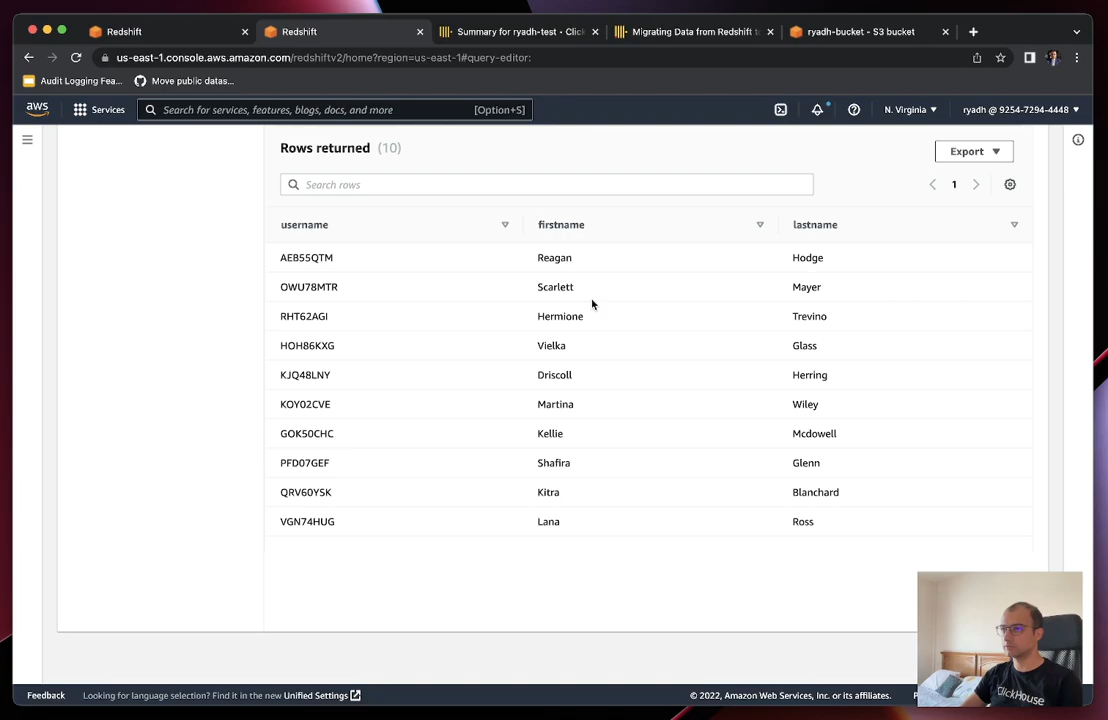 Redshift
Redshift
Summary for ryadh-test - Click
Migrating Data from Redshift to
ryadh-bucket - S3 bucket
us-east-1.console.aws.amazon.com/redshiftv2/home?region=us-east-1#query-editor:
Audit Logging Fea...
Move public datas...
aws
Services
Search for services, features, blogs, docs, and more
[Option+S]
N. Virginia
ryadh @ 9254-7294-4448
Rows returned (10)
Export
Search rows
1
username firstname lastname
AEB55QTM Reagan Hodge
OWU78MTR Scarlett Mayer
RHT62AGI Hermione Trevino
HOH86KXG Vielka Glass
KJQ48LNY Driscoll Herring
KOY02CVE Martina Wiley
GOK50CHC Kellie Mcdowell
PFD07GEF Shafira Glenn
QRV60YSK Kitra Blanchard
VGN74HUG Lana Ross
ClickHouse
Feedback
Looking for language selection? Find it in the new Unified Settings
© 2022, Amazon Web Services, Inc. or its affiliates.